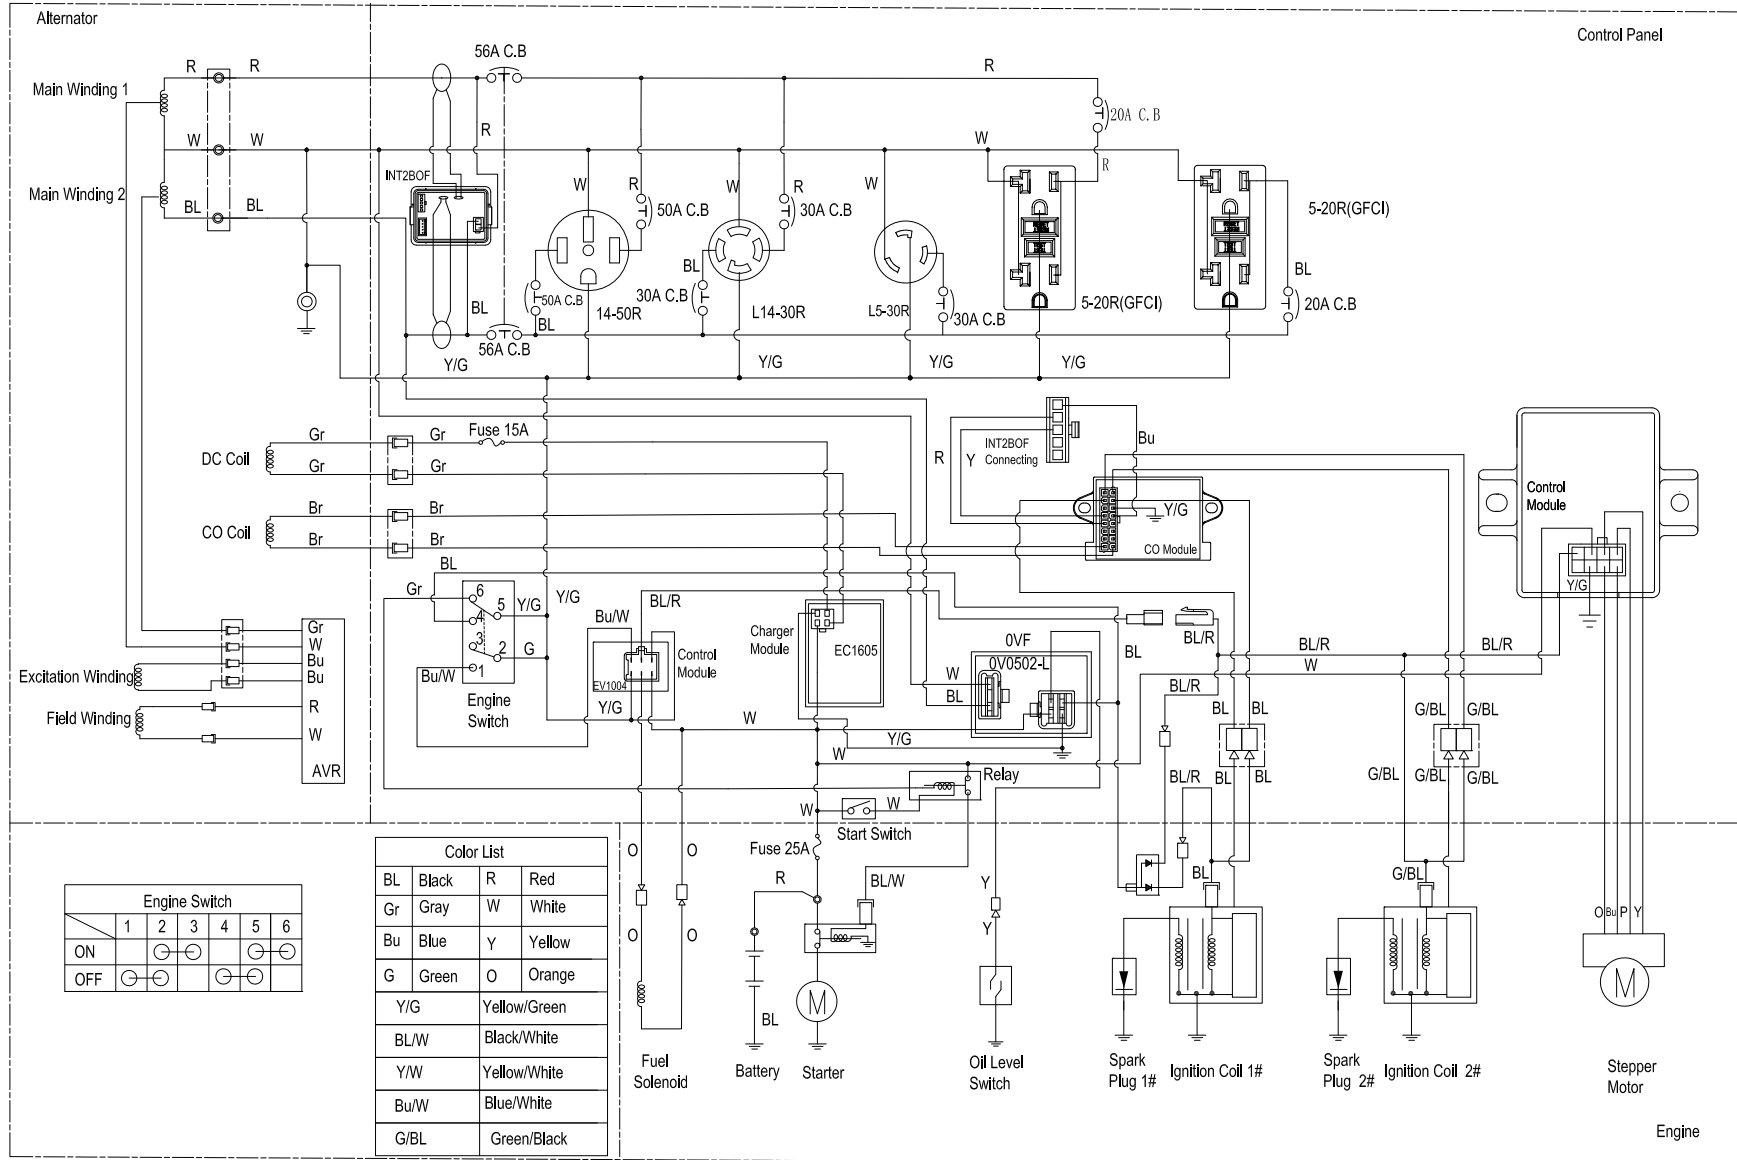 Alternator
Control Panel
56A C.B
R
R
R
Main Winding 1
20A C. B
R
W
W
W
R
INT2BOF
W
R
W
R
W
Main Winding 2
BL
BL
50A C.B
30A C.B
5-20R(GFCI)
BL
BL
50A C.B
30A C.B
BL
14-50R
L14-30R
L5-30R
30A C.B
5-20R(GFCI)
20A C.B
BL
56A C.B
Y/G
Y/G
Y/G
Y/G
Gr
Gr
Fuse 15A
DC Coil
Gr
Gr
R
Y
INT2BOF
Connecting
Bu
Br
Br
CO Coil
Br
Br
Y/G
CO Module
Control
Module
Y/G
BL
Gr
6
5
4
3
2
1
Y/G
Y/G
G
Bu/W
Engine
Switch
Bu/W
BL/R
EV1004
Control
Module
Y/G
Charger
Module
EC1605
0VF
0V0502-L
W
BL
BL
BL/R
BL/R
BL/R
W
BL/R
Gr
W
Bu
Bu
R
W
AVR
Excitation Winding
Field Winding
W
Y/G
W
BL
BL
G/BL
G/BL
BL
BL
G/BL
G/BL
G/BL
BL/R
Relay
W
W
Start Switch
Fuse 25A
R
BL/W
O
O
O
O
Y
Y
BL
G/BL
O
Bu
P
Y
Engine Switch
1
2
3
4
5
6
ON
OFF
Color List
BL Black R Red
Gr Gray W White
Bu Blue Y Yellow
G Green O Orange
Y/G Yellow/Green
BL/W Black/White
Y/W Yellow/White
Bu/W Blue/White
G/BL Green/Black
M
BL
M
Fuel
Solenoid
Battery
Starter
Oil Level
Switch
Spark
Plug 1#
Ignition Coil 1#
Spark
Plug 2#
Ignition Coil 2#
Stepper
Motor
Engine